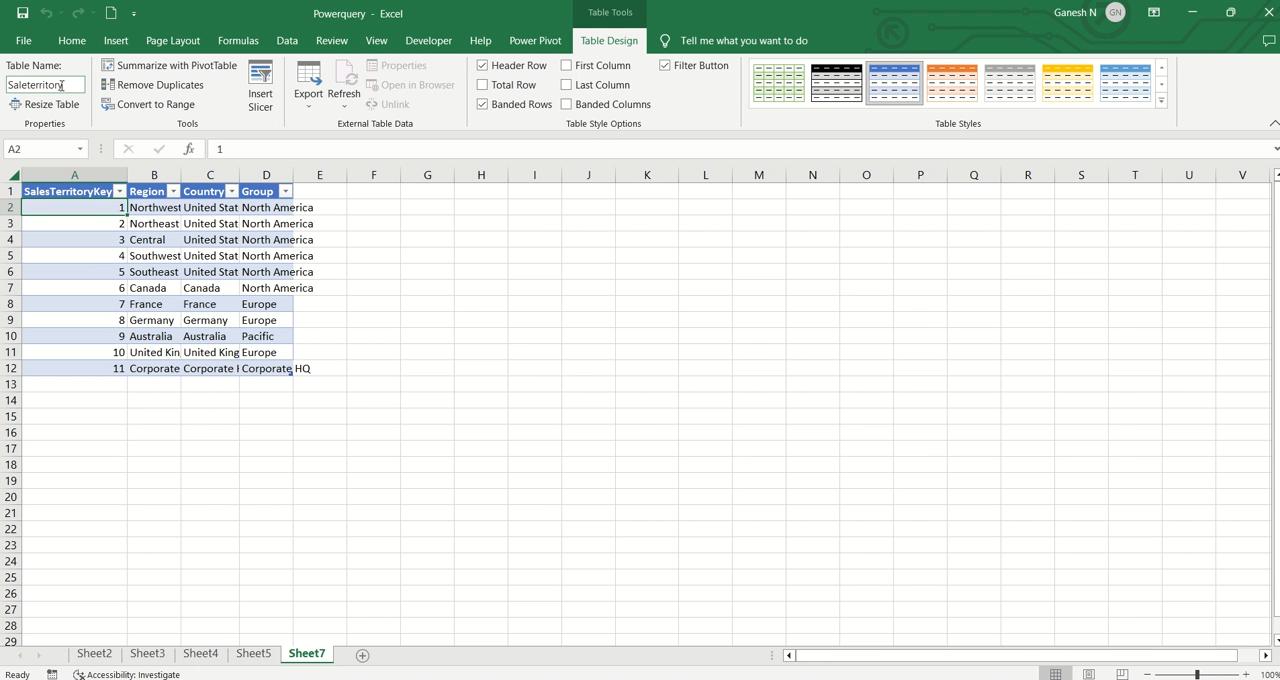 Powerquery - Excel
Table Tools
Ganesh N GN
File Home Insert Page Layout Formulas Data Review View Developer Help Power Pivot Table Design Tell me what you want to do
Table Name:
Saleterritory
Resize Table
Properties
Summarize with PivotTable
Remove Duplicates
Convert to Range
Insert Slicer
Tools
Export
Refresh
Properties
Open in Browser
Unlink
External Table Data
Header Row First Column Filter Button
Total Row Last Column
Banded Rows Banded Columns
Table Style Options
Table Styles
A2 fx 1
A B C D E F G H I J K L M N O P Q R S T U V
1 SalesTerritoryKey Region Country Group
2 1 Northwest United Stat North America
3 2 Northeast United Stat North America
4 3 Central United Stat North America
5 4 Southwest United Stat North America
6 5 Southeast United Stat North America
7 6 Canada Canada North America
8 7 France France Europe
9 8 Germany Germany Europe
10 9 Australia Australia Pacific
11 10 United Kin United King Europe
12 11 Corporate Corporate H Corporate HQ
13
14
15
16
17
18
19
20
21
22
23
24
25
26
27
28
29
Sheet2 Sheet3 Sheet4 Sheet5 Sheet7
Ready Accessibility: Investigate 100%